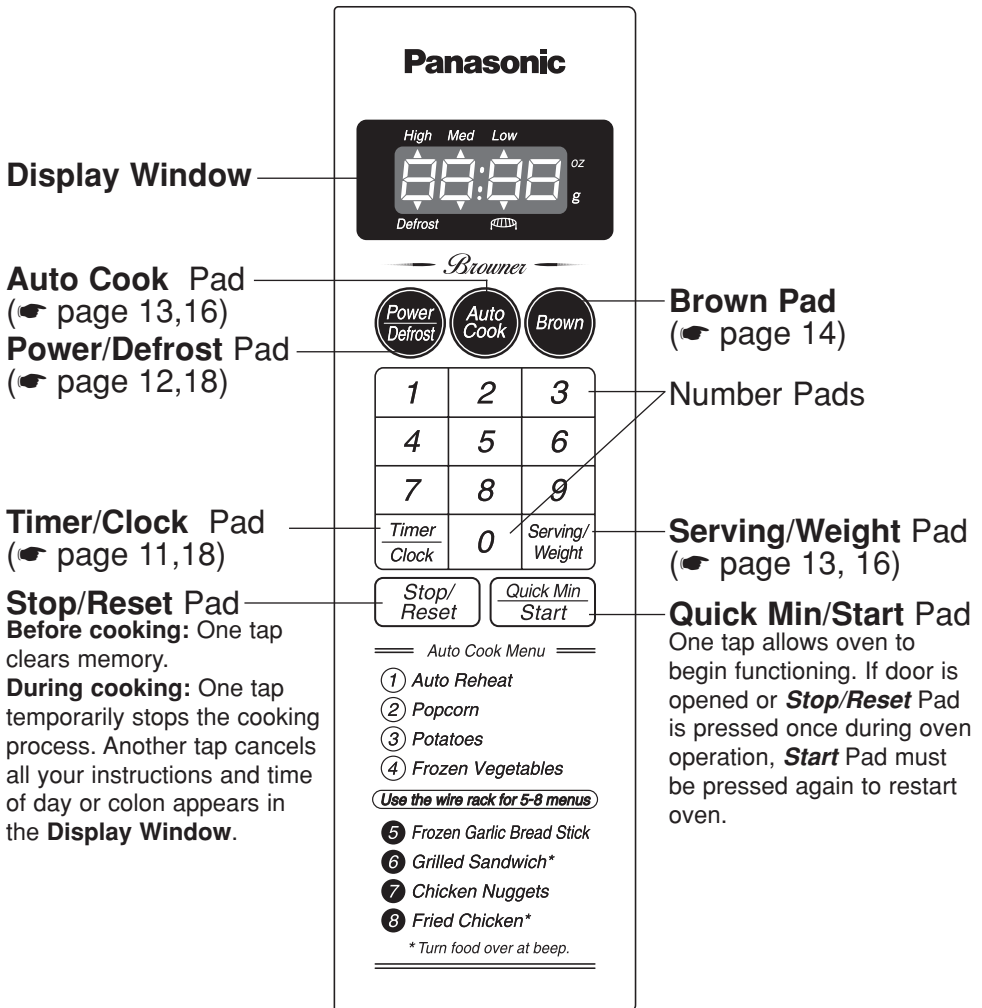 Panasonic
High Med Low
88:88
oz
g
Defrost
Browner
Power
Defrost
Auto
Cook
Brown
1 2 3
4 5 6
7 8 9
Timer
Clock
0
Serving/
Weight
Stop/
Reset
Quick Min
Start
Auto Cook Menu
1 Auto Reheat
2 Popcorn
3 Potatoes
4 Frozen Vegetables
Use the wire rack for 5-8 menus
5 Frozen Garlic Bread Stick
6 Grilled Sandwich*
7 Chicken Nuggets
8 Fried Chicken*
* Turn food over at beep.
Display Window
Auto Cook Pad
(☛ page 13,16)
Power/Defrost Pad
(☛ page 12,18)
Timer/Clock Pad
(☛ page 11,18)
Stop/Reset Pad
Before cooking: One tap
clears memory.
During cooking: One tap
temporarily stops the cooking
process. Another tap cancels
all your instructions and time
of day or colon appears in
the Display Window.
Brown Pad
(☛ page 14)
Number Pads
Serving/Weight Pad
(☛ page 13, 16)
Quick Min/Start Pad
One tap allows oven to
begin functioning. If door is
opened or Stop/Reset Pad
is pressed once during oven
operation, Start Pad must
be pressed again to restart
oven.